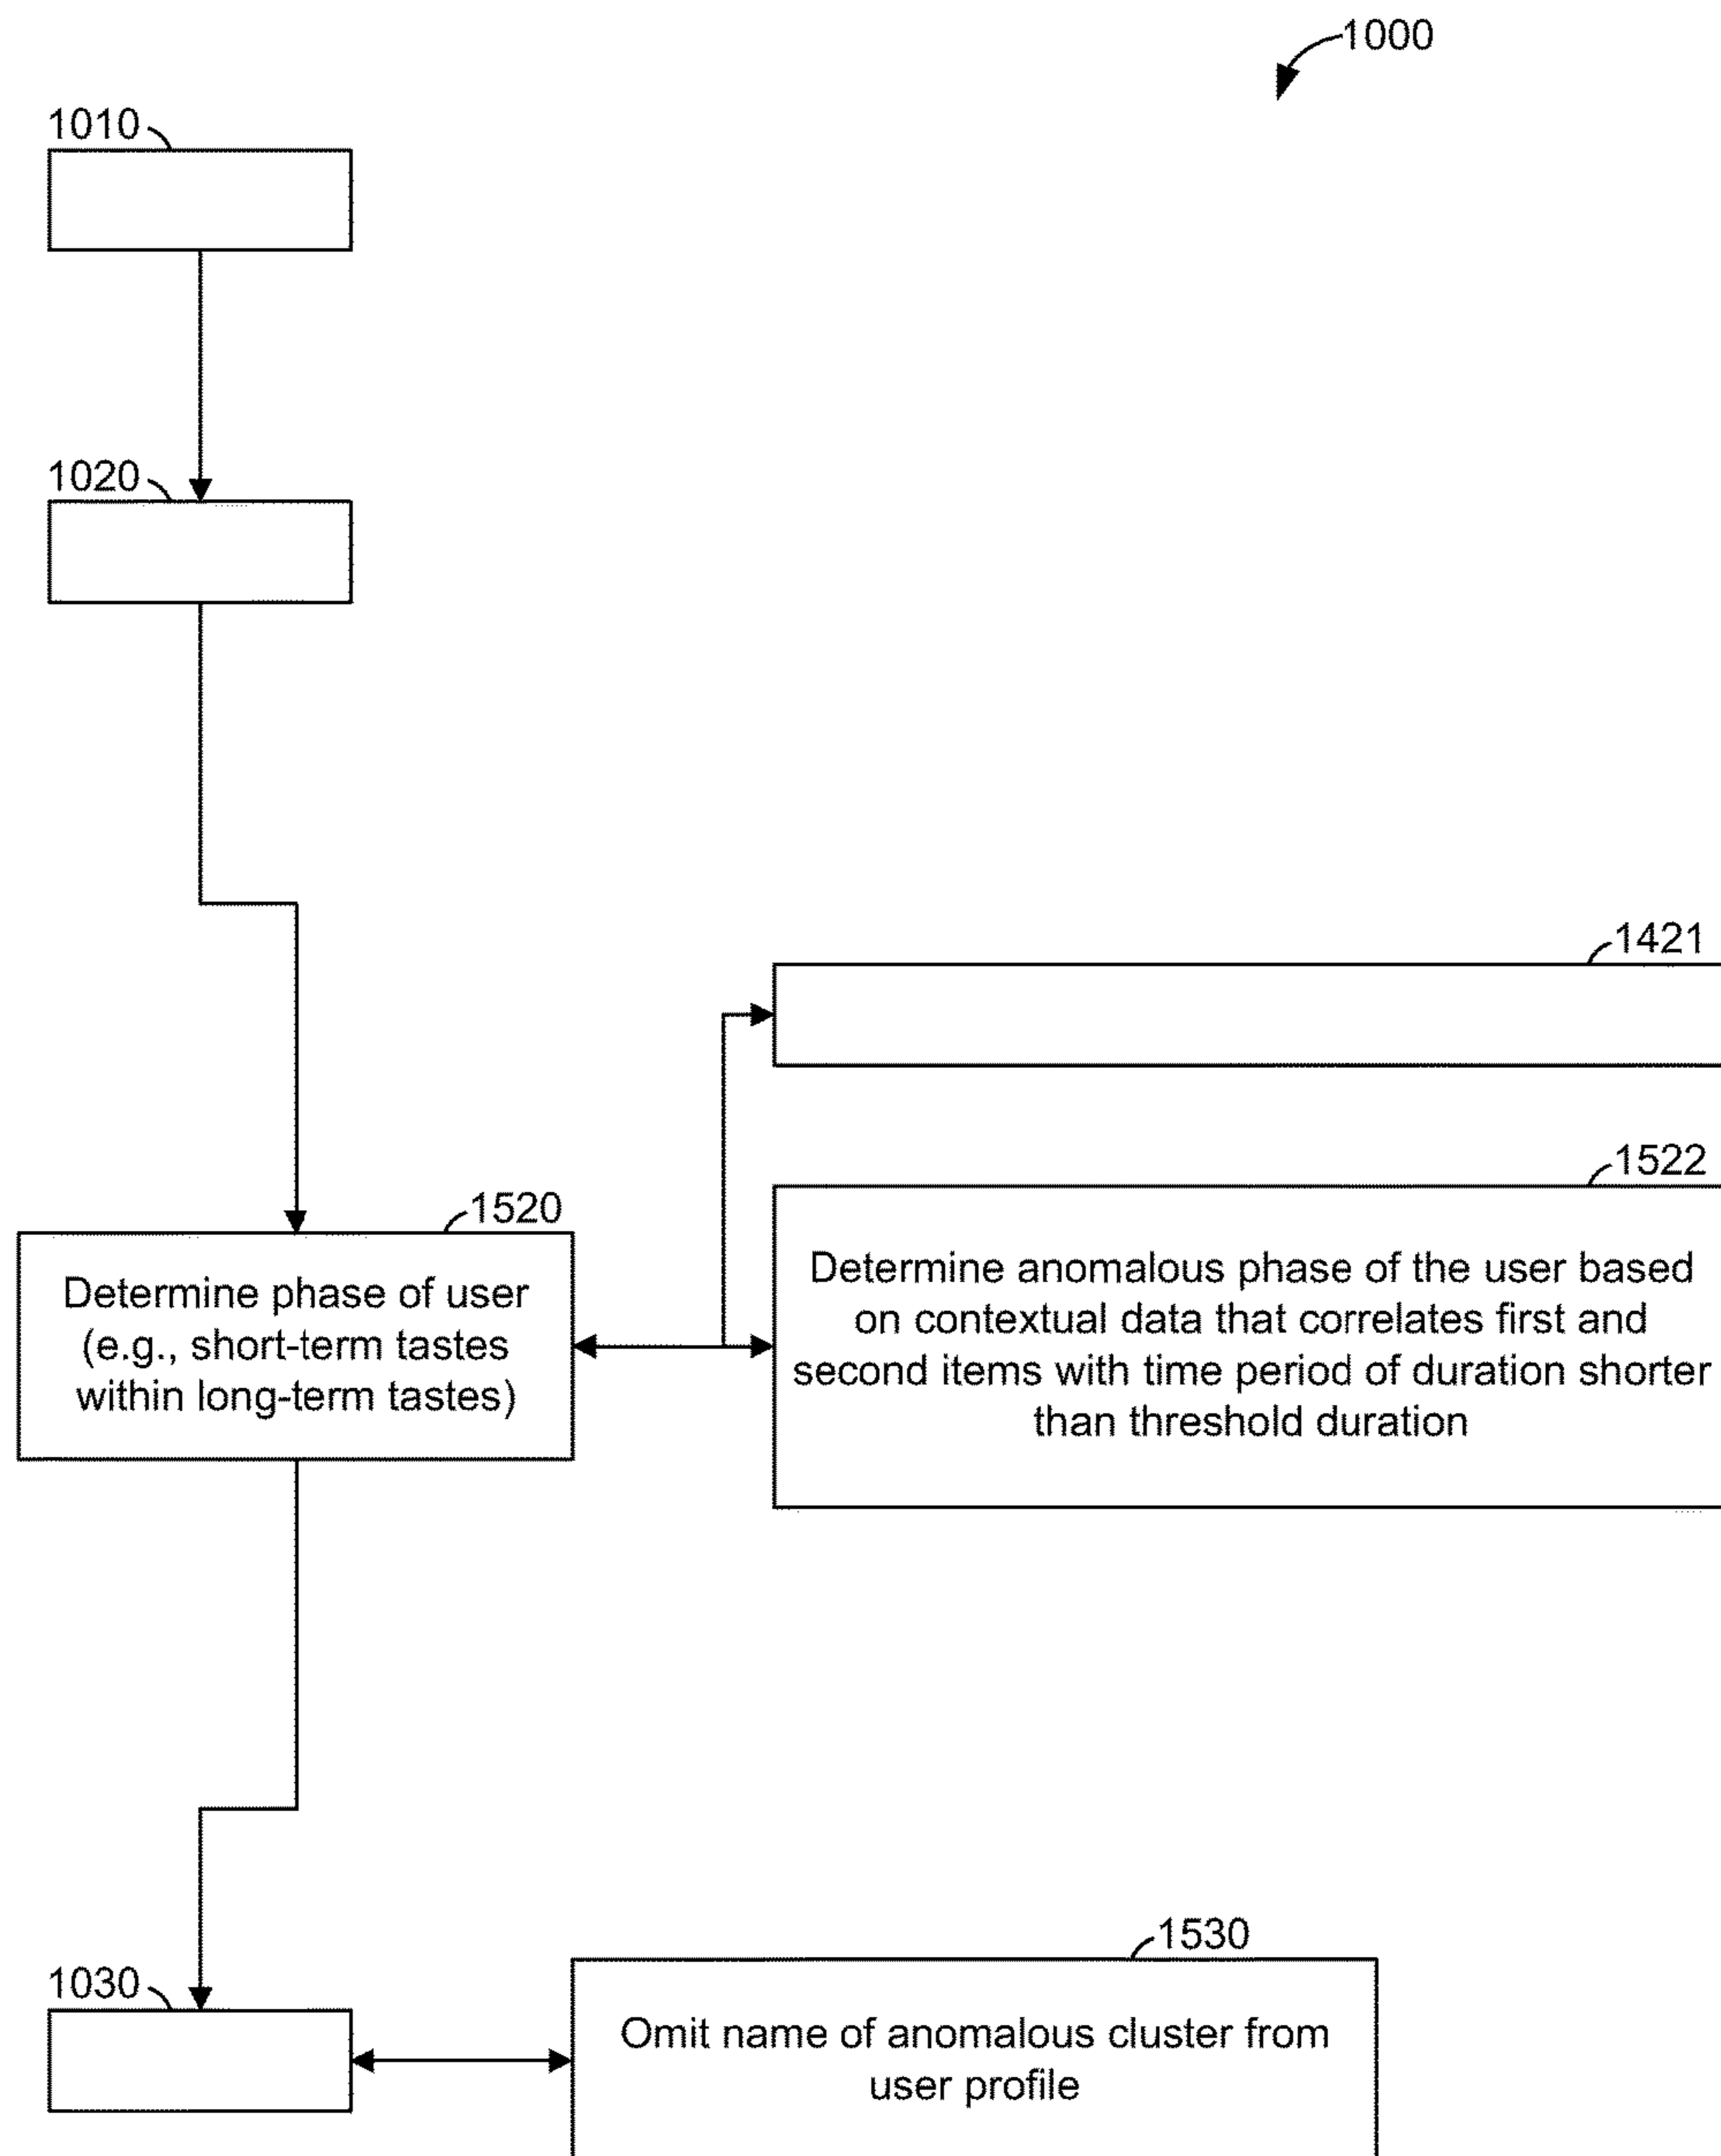 1000
1010
1020
1421
1522
1520
Determine anomalous phase of the user based
on contextual data that correlates first and
second items with time period of duration shorter
than threshold duration
Determine phase of user
(e.g., short-term tastes
within long-term tastes)
1530
1030
Omit name of anomalous cluster from
user profile